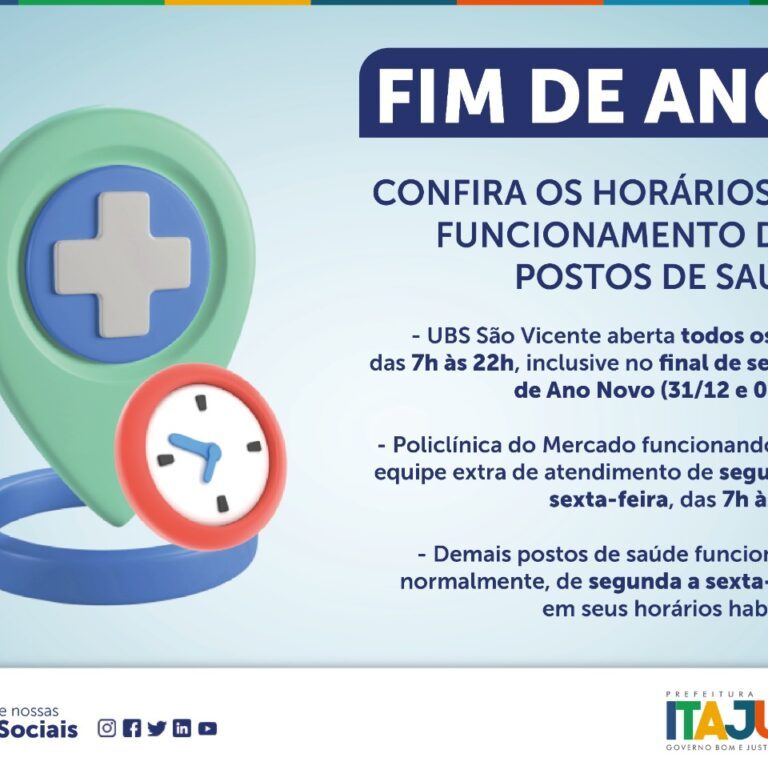 FIM DE ANO
CONFIRA OS HORÁRIOS
FUNCIONAMENTO D
POSTOS DE SAÚ
- UBS São Vicente aberta todos os
das 7h às 22h, inclusive no final de se
de Ano Novo (31/12 e 0
- Policlínica do Mercado funcionando
equipe extra de atendimento de segu
sexta-feira, das 7h à
- Demais postos de saúde funcion
normalmente, de segunda a sexta-
em seus horários hab
e nossas
Sociais
PREFEITURA
ITAJU
GOVERNO BOM E JUST